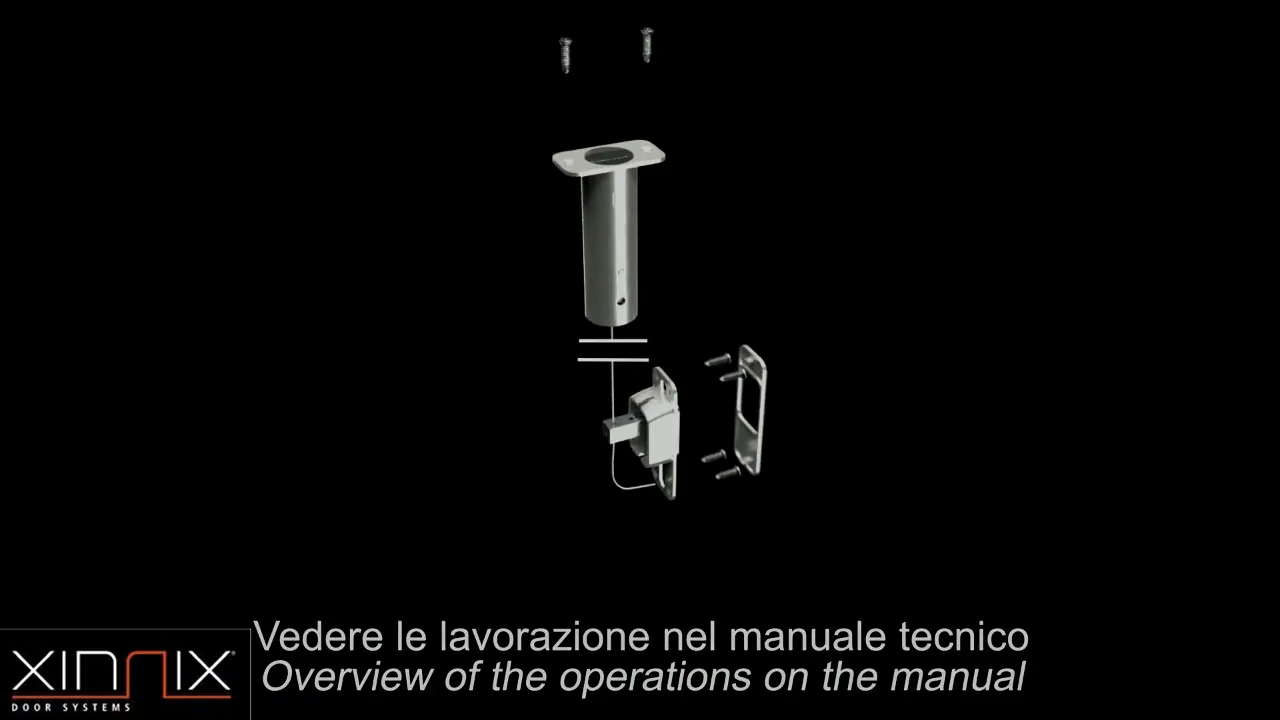 Vedere le lavorazione nel manuale tecnico
Overview of the operations on the manual
XINNIX®
DOOR SYSTEMS